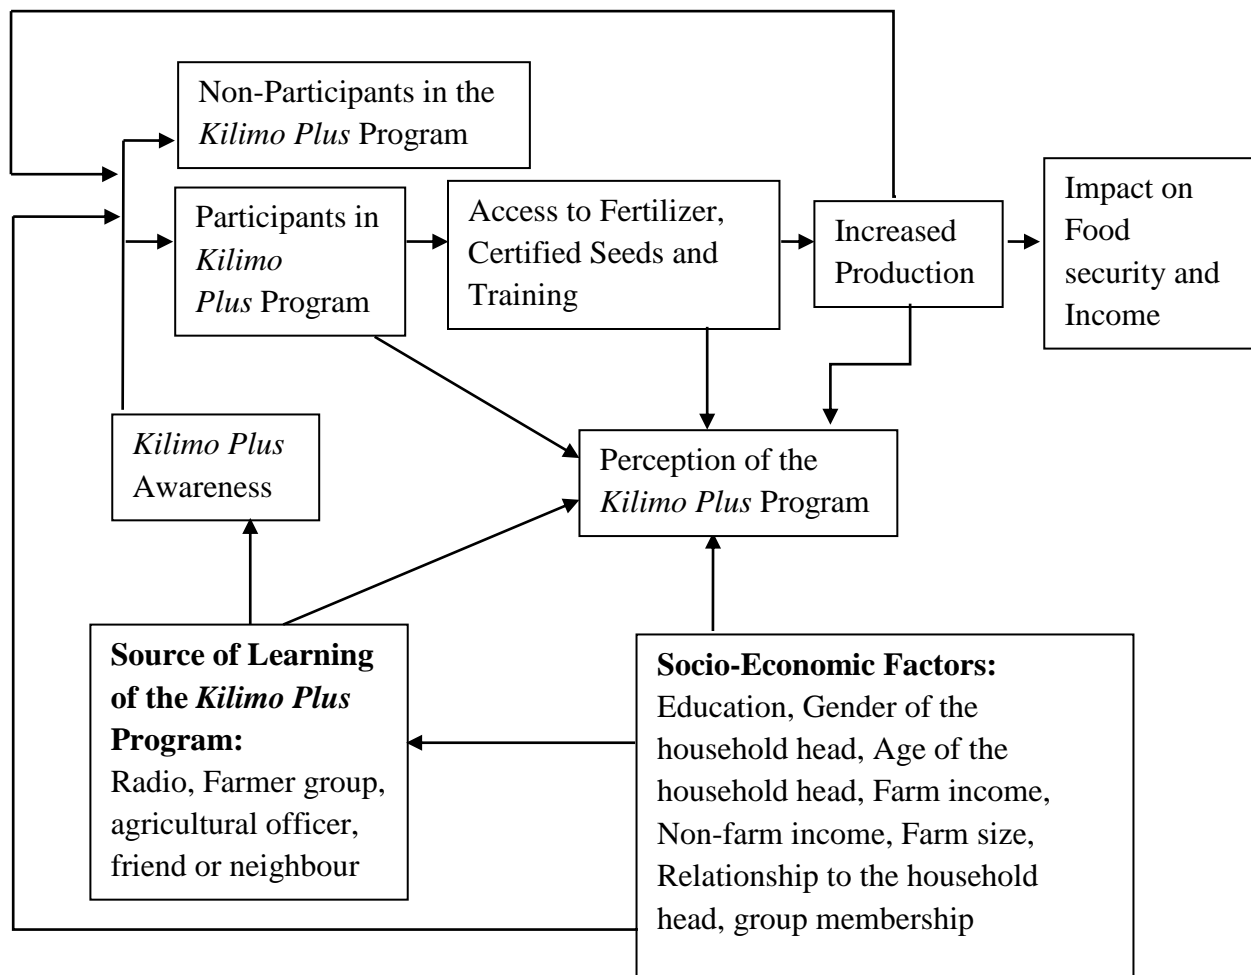 Non-Participants in the
Kilimo Plus Program
Participants in
Kilimo
Plus Program
Access to Fertilizer,
Certified Seeds and
Training
Increased
Production
Impact on
Food
security and
Income
Kilimo Plus
Awareness
Perception of the
Kilimo Plus Program
Source of Learning
of the Kilimo Plus
Program:
Radio, Farmer group,
agricultural officer,
friend or neighbour
Socio-Economic Factors:
Education, Gender of the
household head, Age of the
household head, Farm income,
Non-farm income, Farm size,
Relationship to the household
head, group membership